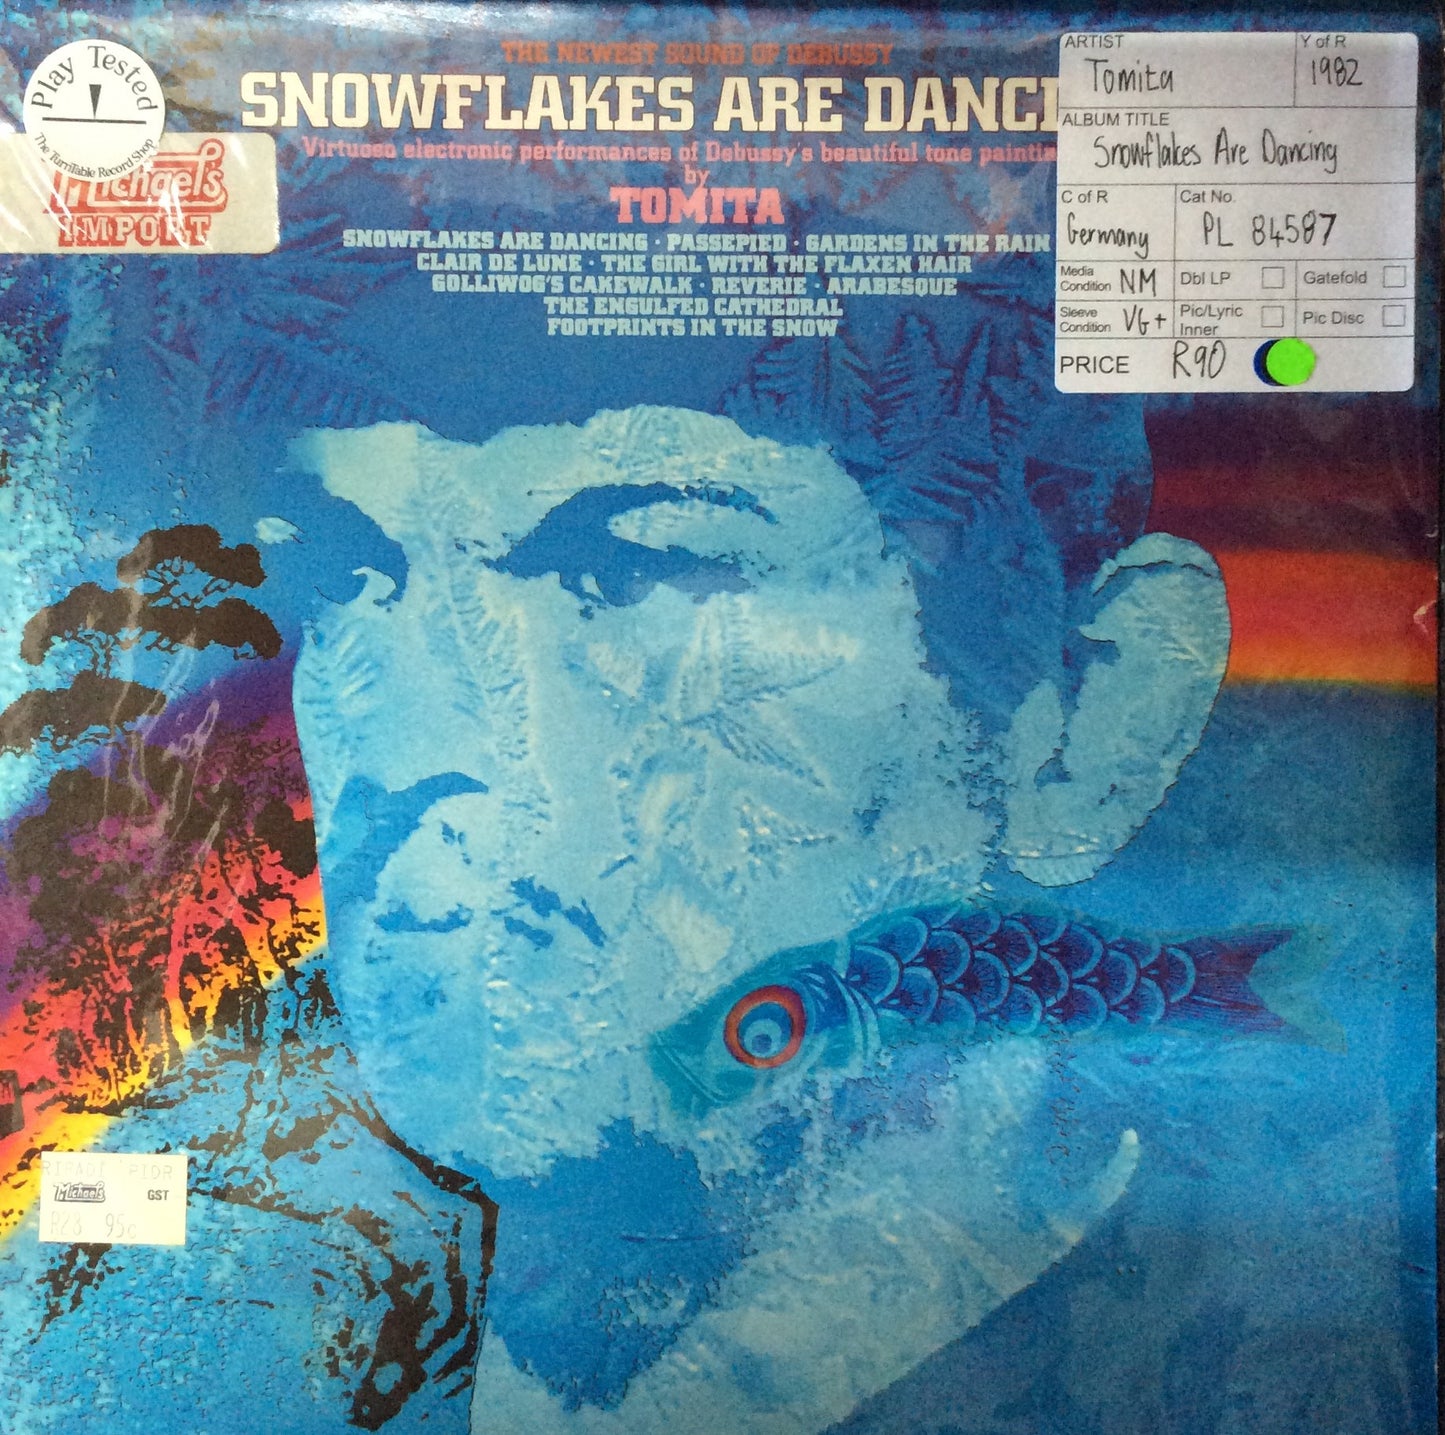 THE NEWEST SOUND OF DEBUSSY
SNOWFLAKES ARE DANCI
Virtuoso electronic performances of Debussy's beautiful tone paintin
by
TOMITA
SNOWFLAKES ARE DANCING · PASSEPIED · GARDENS IN THE RAIN
CLAIR DE LUNE · THE GIRL WITH THE FLAXEN HAIR
GOLLIWOG'S CAKEWALK · REVERIE · ARABESQUE
THE ENGULFED CATHEDRAL
FOOTPRINTS IN THE SNOW
Play Tested
The TurnTable Record Shop
Michael's
IMPORT
ARTIST Y of R
Tomita 1982
ALBUM TITLE
Snowflakes Are Dancing
C of R Cat No.
Germany PL 84587
Media Condition NM Dbl LP Gatefold
Sleeve Condition VG+ Pic/Lyric Inner Pic Disc
PRICE R90
Michael's GST
R28 95c